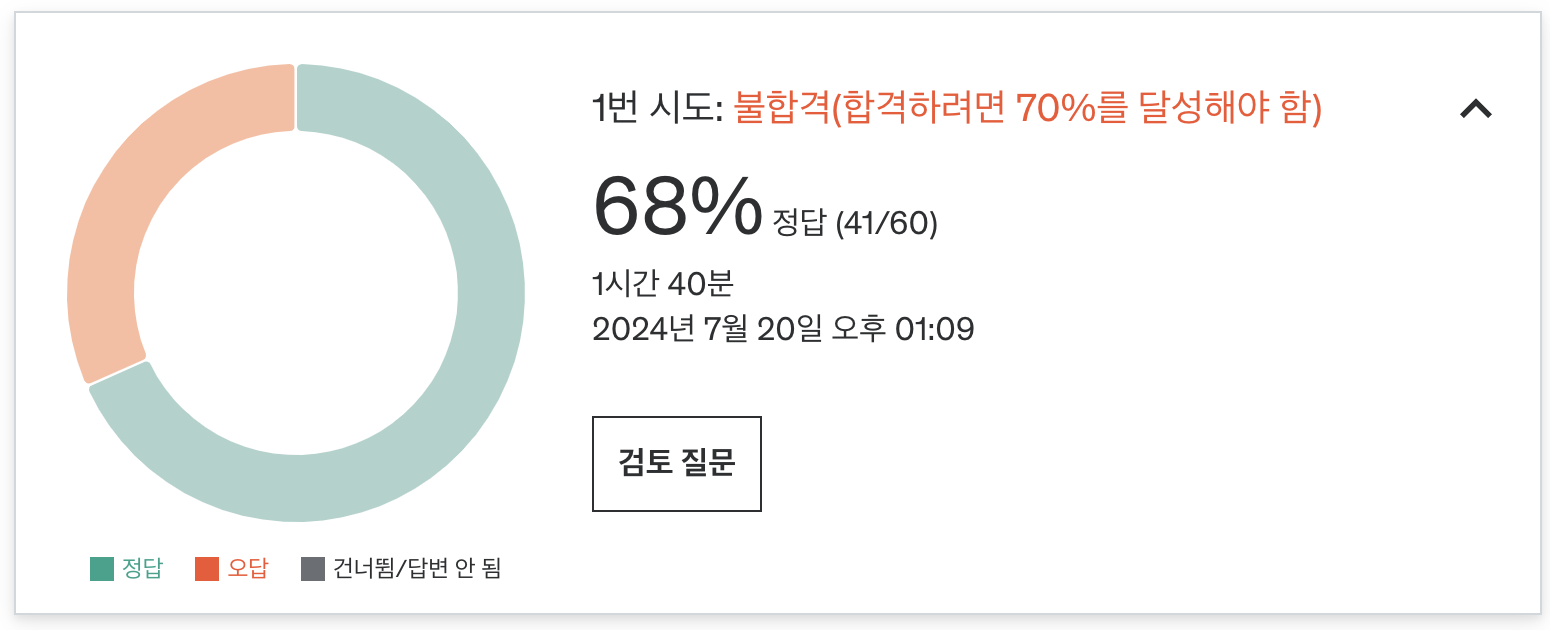 1번 시도: 불합격(합격하려면 70%를 달성해야 함)
68% 정답 (41/60)
1시간 40분
2024년 7월 20일 오후 01:09
검토 질문
정답 오답 건너뜀/답변 안 됨